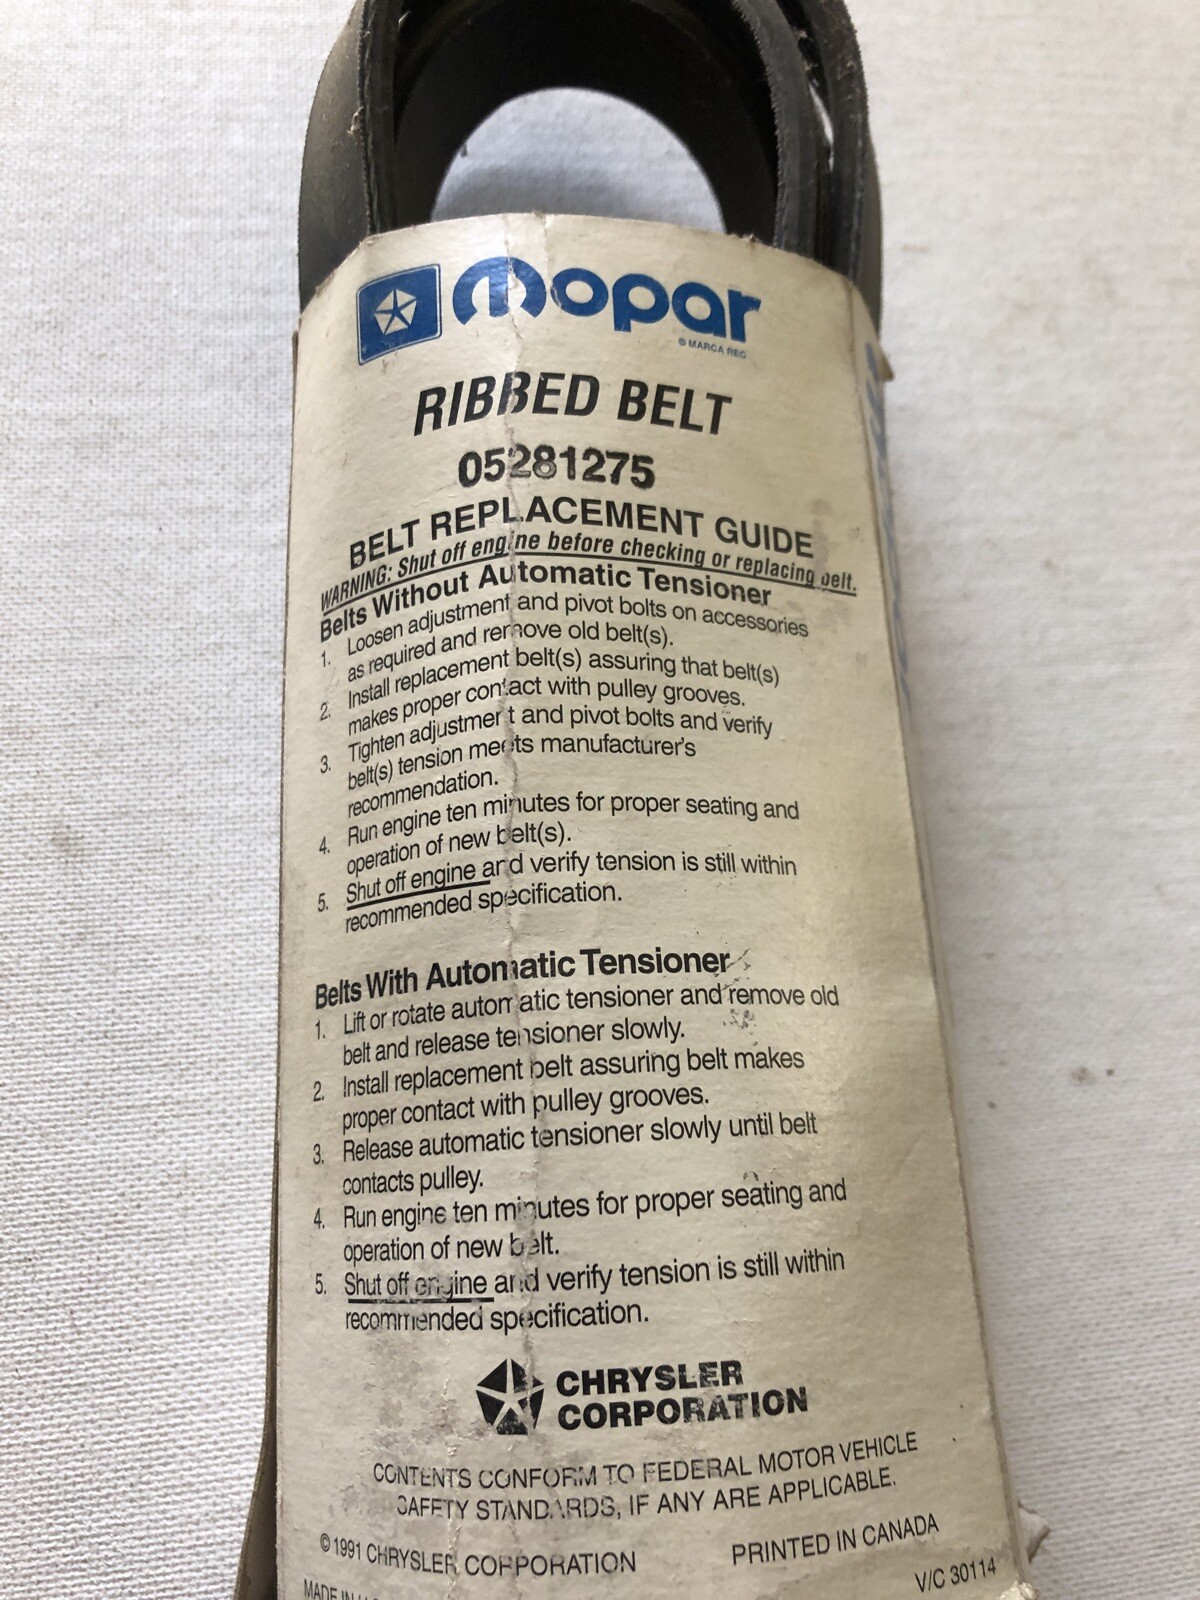 mopar
® MARCA REG
RIBBED BELT
05281275
BELT REPLACEMENT GUIDE
WARNING: Shut off engine before checking or replacing belt.
Belts Without Automatic Tensioner
1. Loosen adjustment and pivot bolts on accessories
as required and remove old belt(s).
2. Install replacement belt(s) assuring that belt(s)
makes proper contact with pulley grooves.
3. Tighten adjustment and pivot bolts and verify
belt(s) tension meets manufacturer's
recommendation.
4. Run engine ten minutes for proper seating and
operation of new belt(s).
5. Shut off engine and verify tension is still within
recommended specification.
Belts With Automatic Tensioner
1. Lift or rotate automatic tensioner and remove old
belt and release tensioner slowly.
2. Install replacement belt assuring belt makes
proper contact with pulley grooves.
3. Release automatic tensioner slowly until belt
contacts pulley.
4. Run engine ten minutes for proper seating and
operation of new belt.
5. Shut off engine and verify tension is still within
recommended specification.
CHRYSLER
CORPORATION
CONTENTS CONFORM TO FEDERAL MOTOR VEHICLE
SAFETY STANDARDS, IF ANY ARE APPLICABLE.
© 1991 CHRYSLER CORPORATION PRINTED IN CANADA
MADE IN V/C 30114